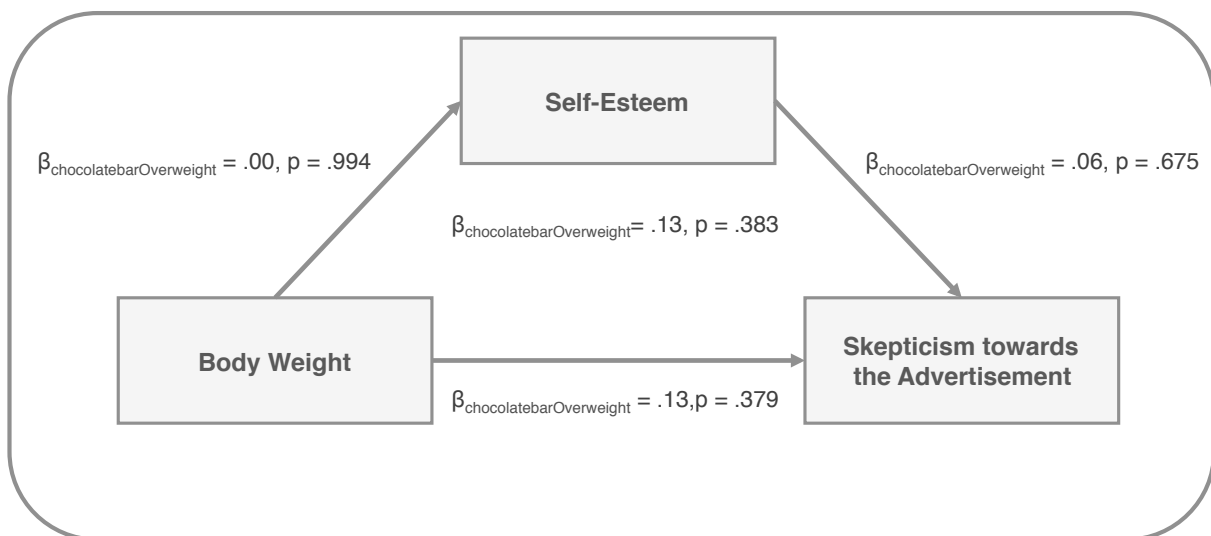 Self-Esteem
βchocolatebarOverweight = .00, p = .994
βchocolatebarOverweight = .06, p = .675
βchocolatebarOverweight= .13, p = .383
Body Weight
Skepticism towards
the Advertisement
βchocolatebarOverweight = .13,p = .379